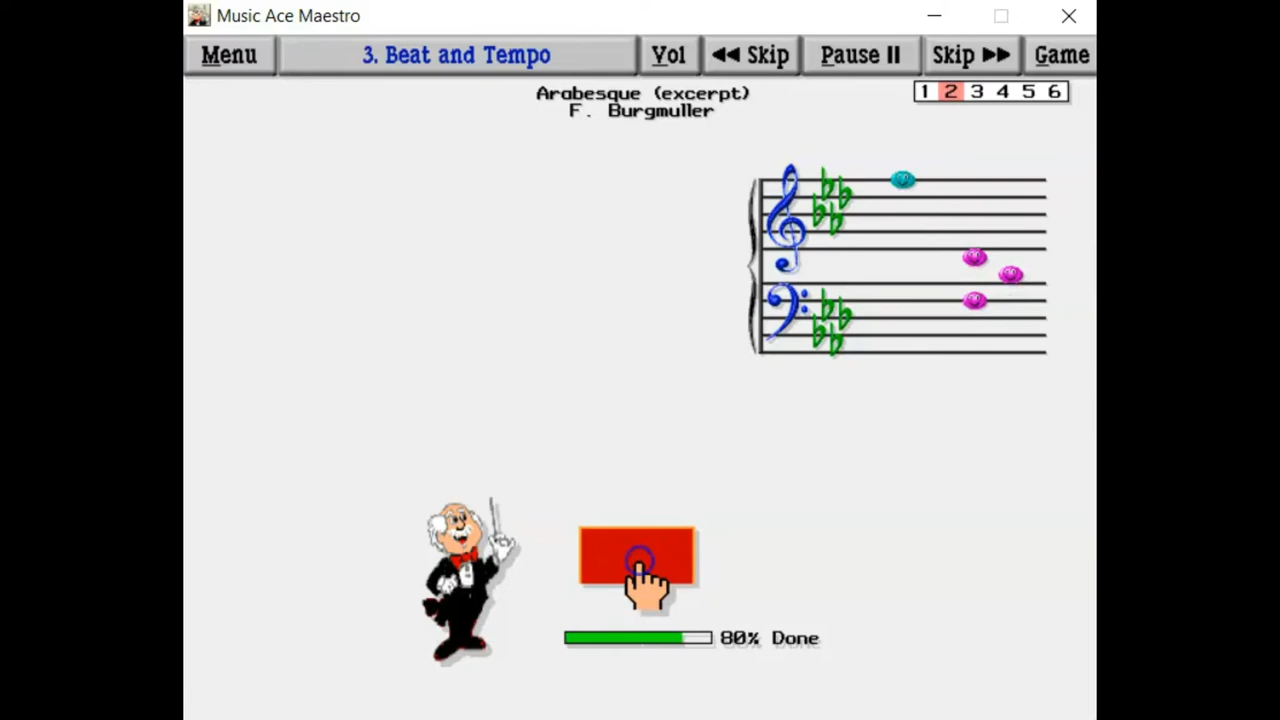 Music Ace Maestro
Menu 3. Beat and Tempo Vol Skip Pause Skip Game
Arabesque (excerpt)
F. Burgmuller
1 2 3 4 5 6
80% Done